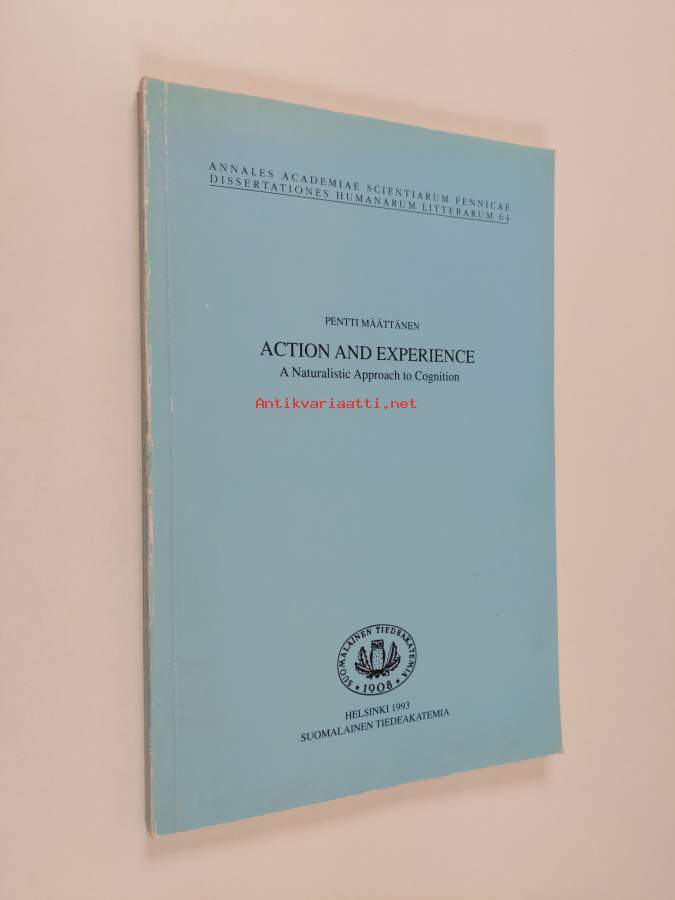 ANNALES ACADEMIAE SCIENTIARUM FENNICAE
DISSERTATIONES HUMANARUM LITTERARUM 64
PENTTI MÄÄTTÄNEN
ACTION AND EXPERIENCE
A Naturalistic Approach to Cognition
Antikvariaatti.net
SUOMALAINEN TIEDEAKATEMIA
1908
HELSINKI 1993
SUOMALAINEN TIEDEAKATEMIA